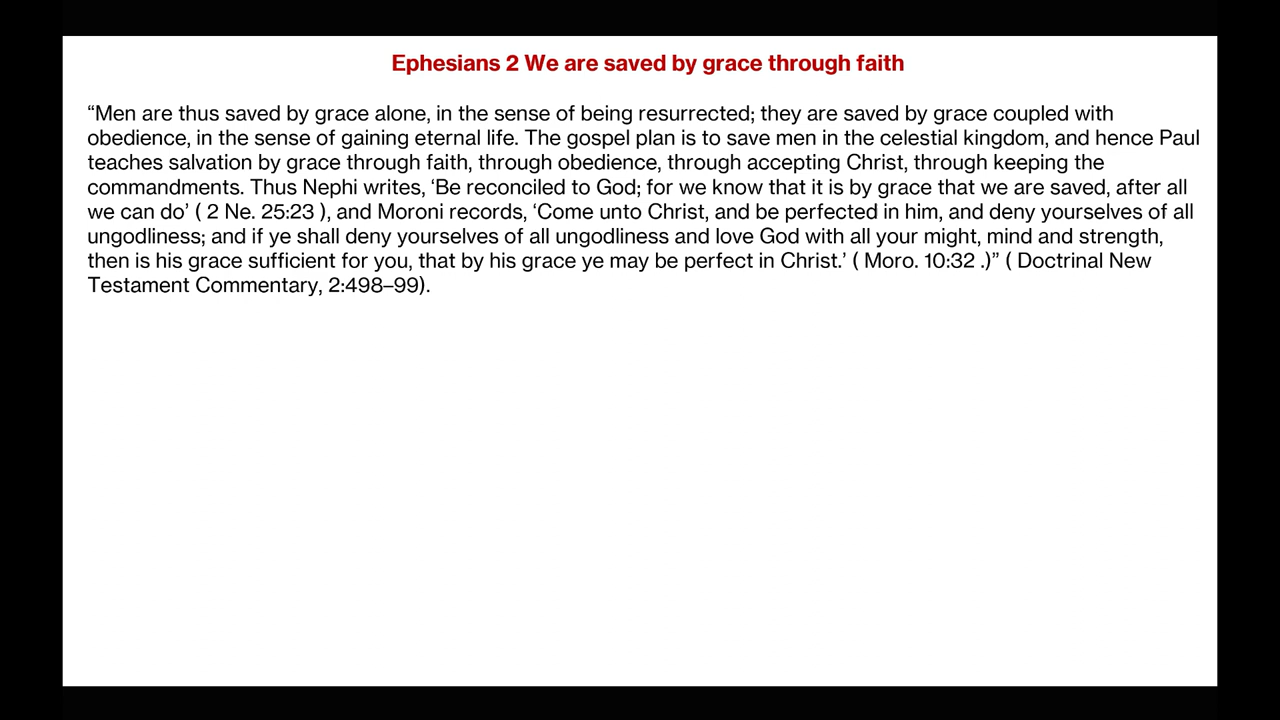 Ephesians 2 We are saved by grace through faith
“Men are thus saved by grace alone, in the sense of being resurrected; they are saved by grace coupled with
obedience, in the sense of gaining eternal life. The gospel plan is to save men in the celestial kingdom, and hence Paul
teaches salvation by grace through faith, through obedience, through accepting Christ, through keeping the
commandments. Thus Nephi writes, ‘Be reconciled to God; for we know that it is by grace that we are saved, after all
we can do’ ( 2 Ne. 25:23 ), and Moroni records, ‘Come unto Christ, and be perfected in him, and deny yourselves of all
ungodliness; and if ye shall deny yourselves of all ungodliness and love God with all your might, mind and strength,
then is his grace sufficient for you, that by his grace ye may be perfect in Christ.’ ( Moro. 10:32 .)” ( Doctrinal New
Testament Commentary, 2:498–99).